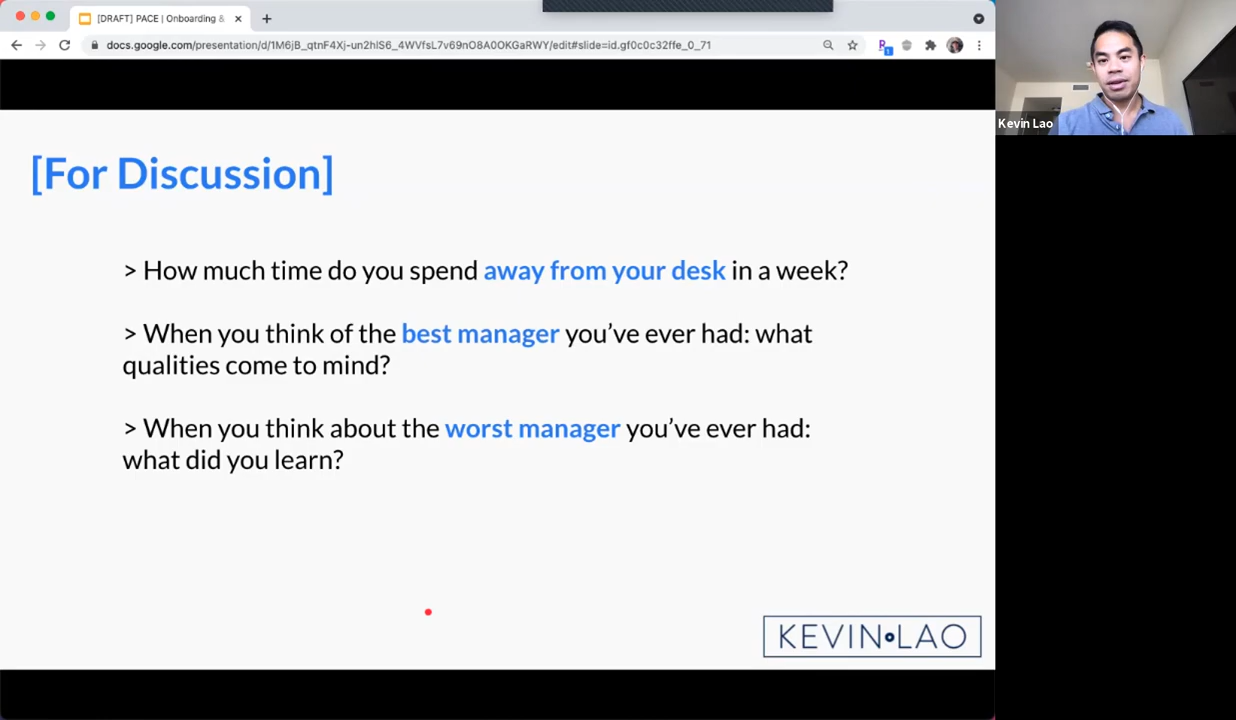 [DRAFT] PACE | Onboarding &
docs.google.com/presentation/d/1M6jB_qtnF4Xj-un2hlS6_4WVfsL7v69nO8A0OKGaRWY/edit#slide=id.gf0c0c32ffe_0_71
Kevin Lao
[For Discussion]
> How much time do you spend away from your desk in a week?
> When you think of the best manager you’ve ever had: what
qualities come to mind?
> When you think about the worst manager you’ve ever had:
what did you learn?
KEVIN LAO